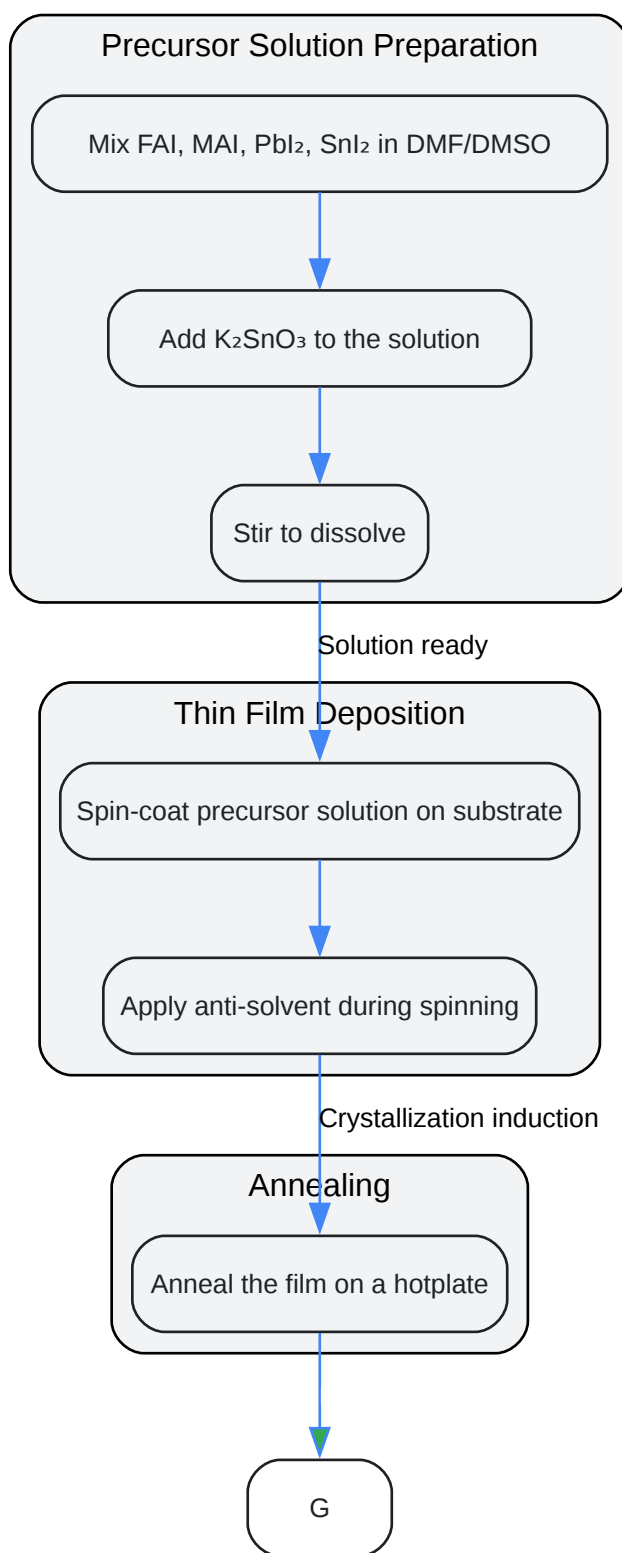 Precursor Solution Preparation
Mix FAI, MAI, PbI₂, SnI₂ in DMF/DMSO
Add K₂SnO₃ to the solution
Stir to dissolve
Solution ready
Thin Film Deposition
Spin-coat precursor solution on substrate
Apply anti-solvent during spinning
Crystallization induction
Annealing
Anneal the film on a hotplate
G